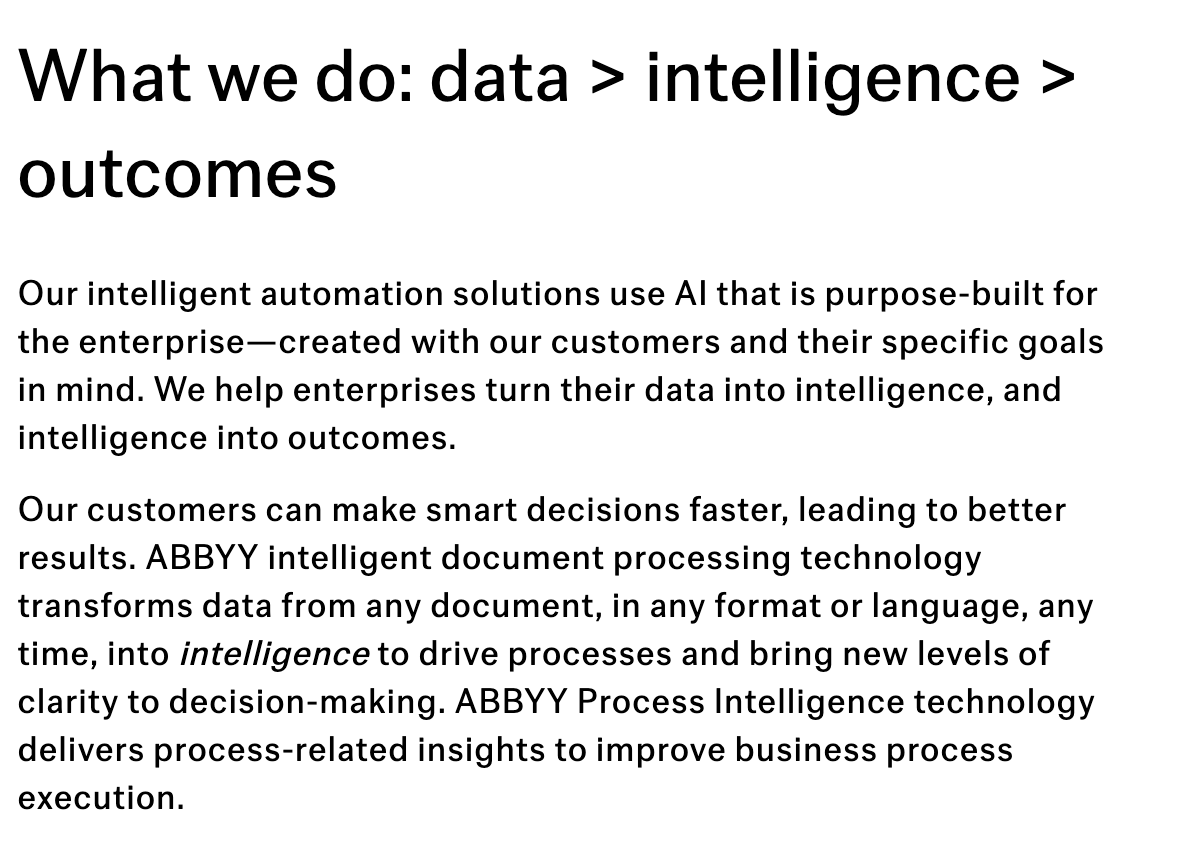 What we do: data > intelligence >
outcomes
Our intelligent automation solutions use AI that is purpose-built for
the enterprise—created with our customers and their specific goals
in mind. We help enterprises turn their data into intelligence, and
intelligence into outcomes.
Our customers can make smart decisions faster, leading to better
results. ABBYY intelligent document processing technology
transforms data from any document, in any format or language, any
time, into intelligence to drive processes and bring new levels of
clarity to decision-making. ABBYY Process Intelligence technology
delivers process-related insights to improve business process
execution.